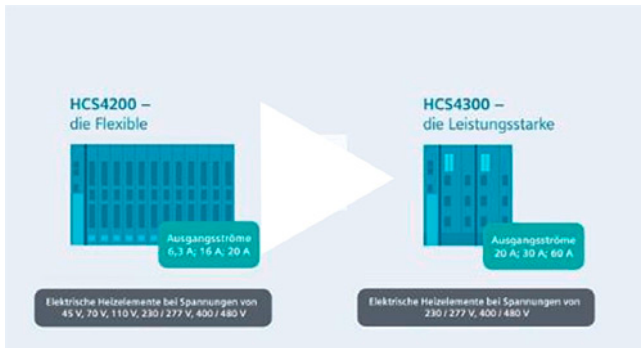 HCS4200 –
die Flexible
Ausgangsströme
6,3 A; 16 A; 20 A
Elektrische Heizelemente bei Spannungen von
45 V, 70 V, 110 V, 230 / 277 V, 400 / 480 V
HCS4300 –
die Leistungsstarke
Ausgangsströme
20 A; 30 A; 60 A
Elektrische Heizelemente bei Spannungen von
230 / 277 V, 400 / 480 V